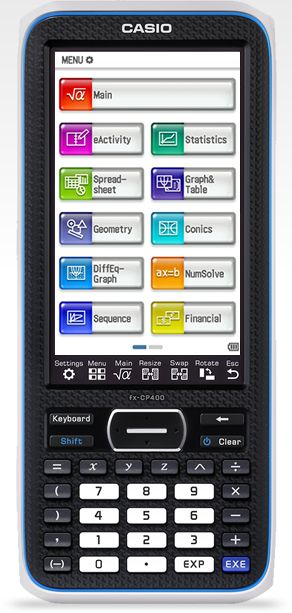 CASIO
MENU
√α Main
eActivity Statistics
Spread-
sheet
Graph&
Table
Geometry Conics
DiffEq-
Graph
ax=b NumSolve
Sequence Financial
Settings Menu Main Resize Swap Rotate Esc
√α
fx-CP400
Keyboard ←
Shift Clear
= x y z ^ ÷
( 7 8 9 ×
) 4 5 6 −
, 1 2 3 +
(−) 0 • EXP EXE